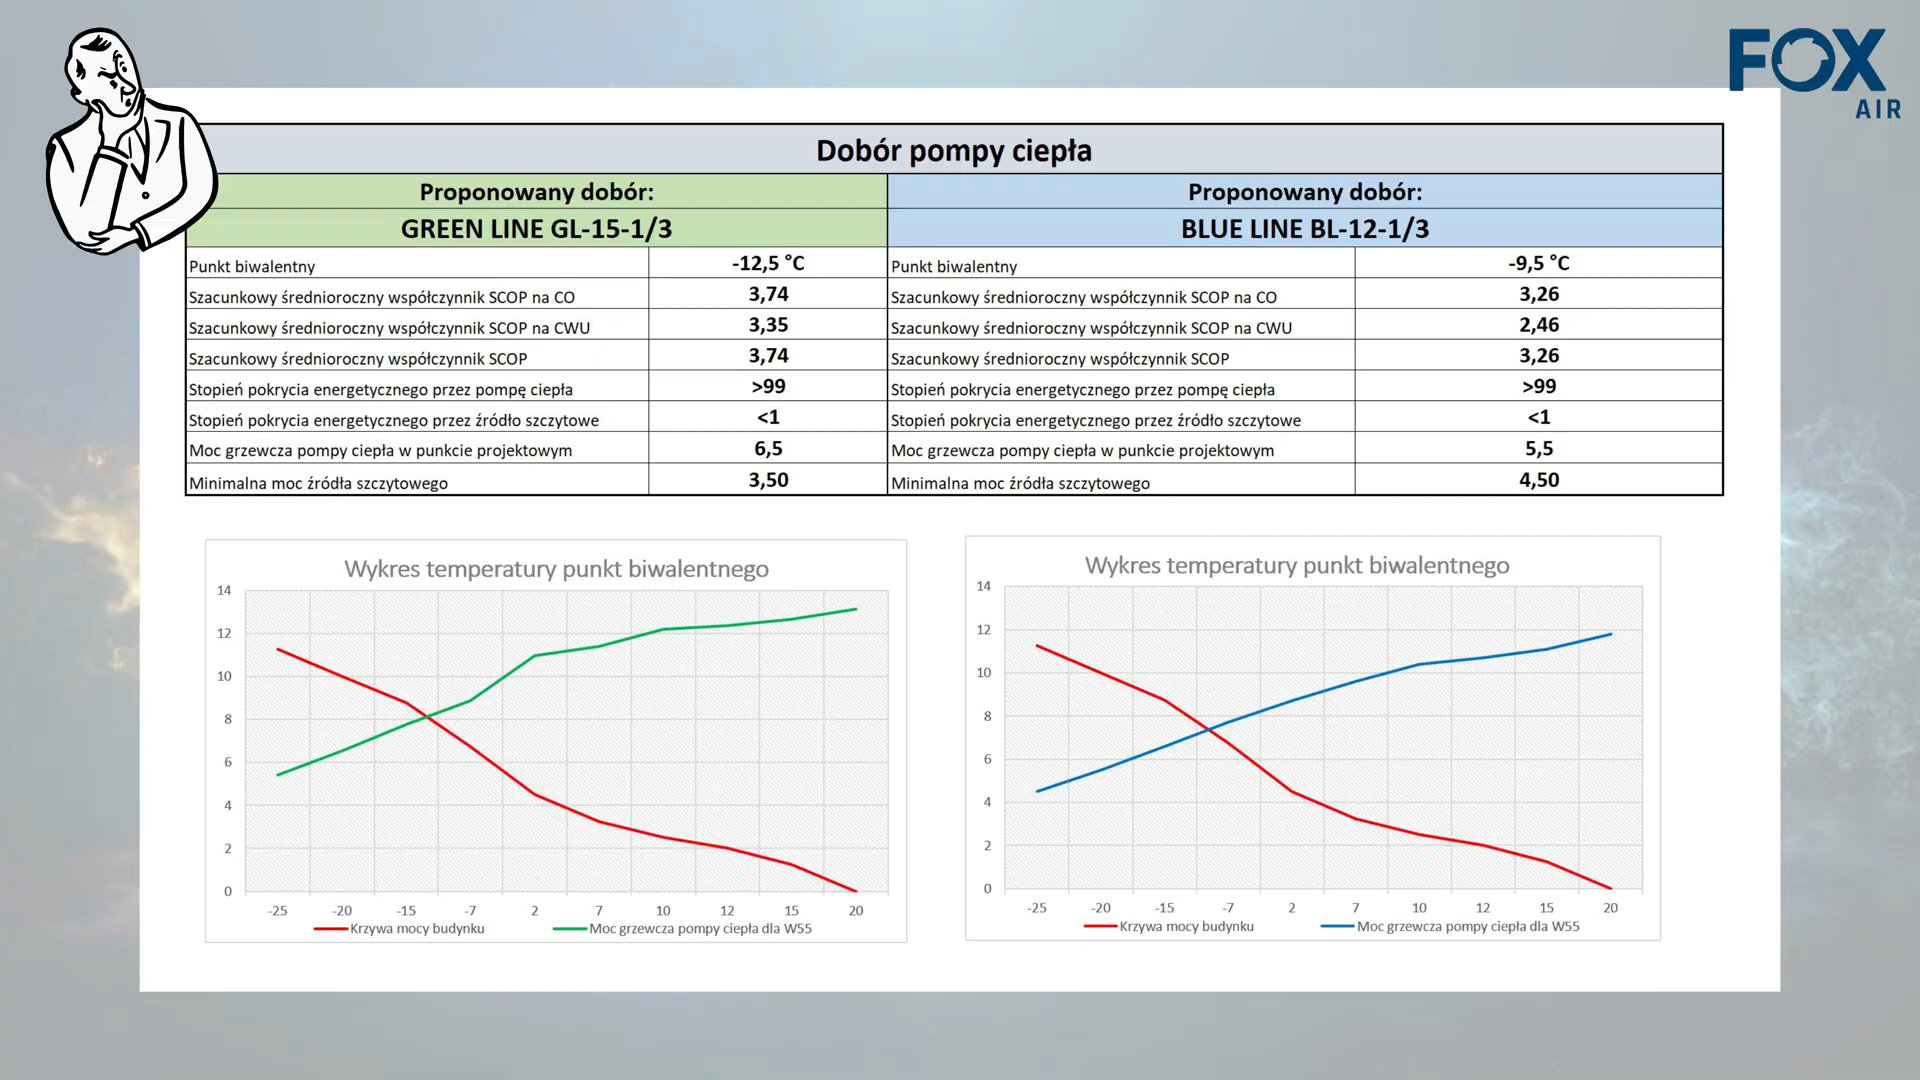 FOX
AIR
Dobór pompy ciepła
Proponowany dobór:
Proponowany dobór:
GREEN LINE GL-15-1/3
BLUE LINE BL-12-1/3
Punkt biwalentny -12,5 °C Punkt biwalentny -9,5 °C
Szacunkowy średnioroczny współczynnik SCOP na CO 3,74 Szacunkowy średnioroczny współczynnik SCOP na CO 3,26
Szacunkowy średnioroczny współczynnik SCOP na CWU 3,35 Szacunkowy średnioroczny współczynnik SCOP na CWU 2,46
Szacunkowy średnioroczny współczynnik SCOP 3,74 Szacunkowy średnioroczny współczynnik SCOP 3,26
Stopień pokrycia energetycznego przez pompę ciepła >99 Stopień pokrycia energetycznego przez pompę ciepła >99
Stopień pokrycia energetycznego przez źródło szczytowe <1 Stopień pokrycia energetycznego przez źródło szczytowe <1
Moc grzewcza pompy ciepła w punkcie projektowym 6,5 Moc grzewcza pompy ciepła w punkcie projektowym 5,5
Minimalna moc źródła szczytowego 3,50 Minimalna moc źródła szczytowego 4,50
Wykres temperatury punkt biwalentnego
14
12
10
8
6
4
2
0
-25 -20 -15 -7 2 7 10 12 15 20
Krzywa mocy budynku Moc grzewcza pompy ciepła dla W55
Wykres temperatury punkt biwalentnego
14
12
10
8
6
4
2
0
-25 -20 -15 -7 2 7 10 12 15 20
Krzywa mocy budynku Moc grzewcza pompy ciepła dla W55